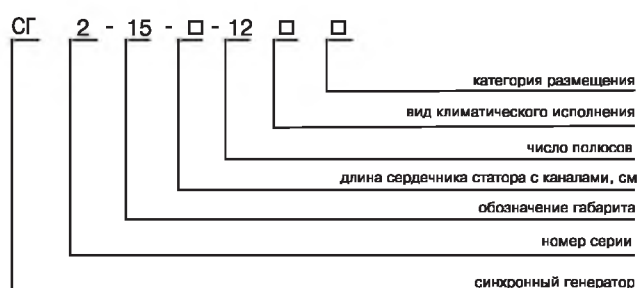 СГ 2 - 15 - □ - 12 □ □
категория размещения
вид климатического исполнения
число полюсов
длина сердечника статора с каналами, см
обозначение габарита
номер серии
синхронный генератор